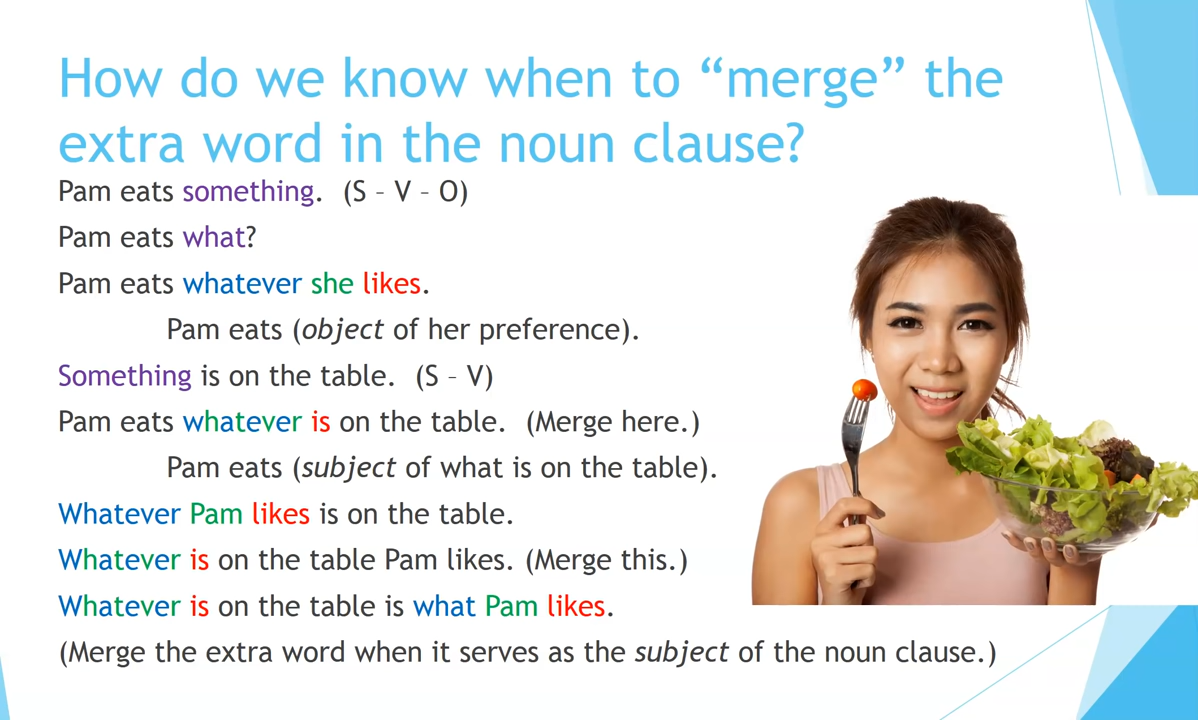 How do we know when to “merge” the
extra word in the noun clause?
Pam eats something. (S – V – O)
Pam eats what?
Pam eats whatever she likes.
Pam eats (object of her preference).
Something is on the table. (S – V)
Pam eats whatever is on the table. (Merge here.)
Pam eats (subject of what is on the table).
Whatever Pam likes is on the table.
Whatever is on the table Pam likes. (Merge this.)
Whatever is on the table is what Pam likes.
(Merge the extra word when it serves as the subject of the noun clause.)